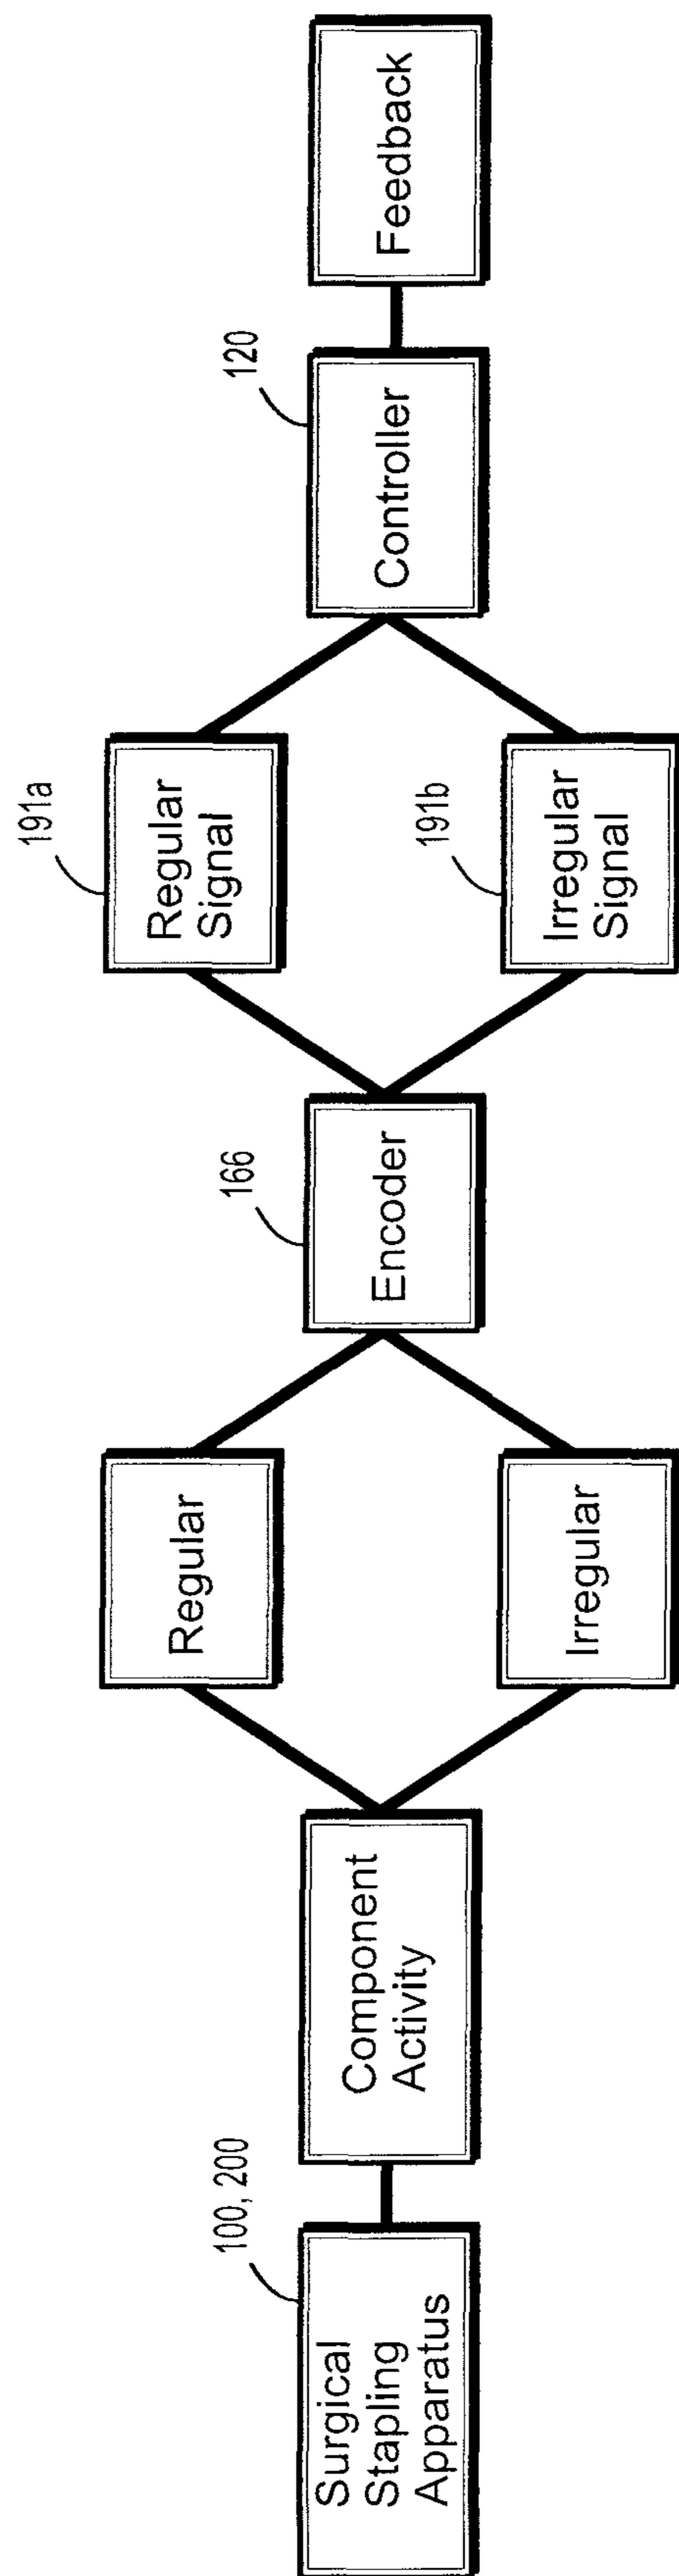 100, 200
Surgical
Stapling
Apparatus
Component
Activity
Regular
Irregular
166
Encoder
191a
Regular
Signal
191b
Irregular
Signal
120
Controller
Feedback